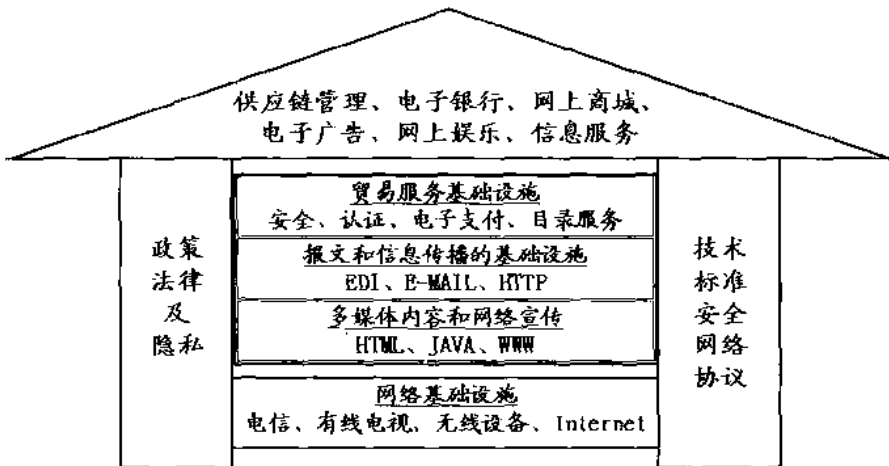 供应链管理、电子银行、网上商城、
电子广告、网上娱乐、信息服务
政策
法律
及
隐私
贸易服务基础设施
安全、认证、电子支付、目录服务
报文和信息传播的基础设施
EDI、E-MAIL、HTTP
多媒体内容和网络宣传
HTML、JAVA、WWW
网络基础设施
电信、有线电视、无线设备、Internet
技术
标准
安全
网络
协议